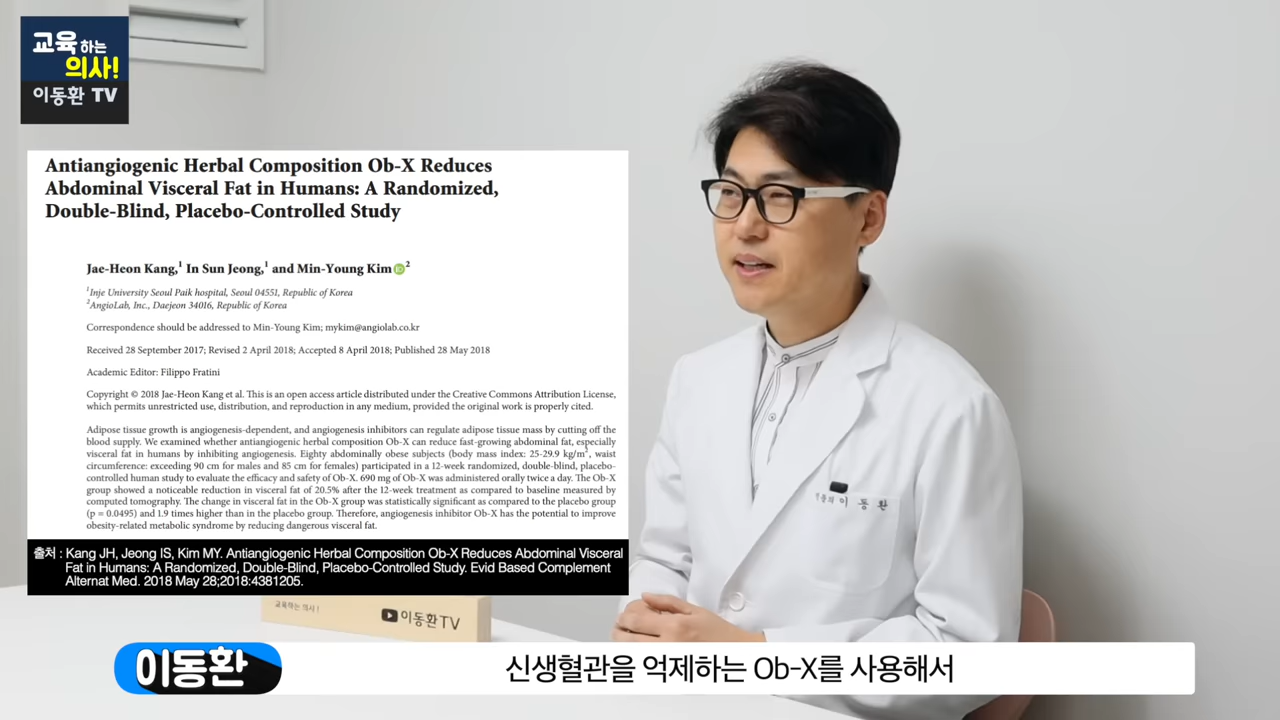 교육하는
의사!
이동환 TV
Antiangiogenic Herbal Composition Ob-X Reduces
Abdominal Visceral Fat in Humans: A Randomized,
Double-Blind, Placebo-Controlled Study
Jae-Heon Kang,1 In Sun Jeong,1 and Min-Young Kim iD 2
1Inje University Seoul Paik hospital, Seoul 04551, Republic of Korea
2AngioLab, Inc., Daejeon 34016, Republic of Korea
Correspondence should be addressed to Min-Young Kim; mykim@angiolab.co.kr
Received 28 September 2017; Revised 2 April 2018; Accepted 8 April 2018; Published 28 May 2018
Academic Editor: Filippo Fratini
Copyright © 2018 Jae-Heon Kang et al. This is an open access article distributed under the Creative Commons Attribution License,
which permits unrestricted use, distribution, and reproduction in any medium, provided the original work is properly cited.
Adipose tissue growth is angiogenesis-dependent, and angiogenesis inhibitors can regulate adipose tissue mass by cutting off the
blood supply. We examined whether antiangiogenic herbal composition Ob-X can reduce fast-growing abdominal fat, especially
visceral fat in humans by inhibiting angiogenesis. Eighty abdominally obese subjects (body mass index: 25-29.9 kg/m2, waist
circumference: exceeding 90 cm for males and 85 cm for females) participated in a 12-week randomized, double-blind, placebo-
controlled human study to evaluate the efficacy and safety of Ob-X. 690 mg of Ob-X was administered orally twice a day. The Ob-X
group showed a noticeable reduction in visceral fat of 20.5% after the 12-week treatment as compared to baseline measured by
computed tomography. The change in visceral fat in the Ob-X group was statistically significant as compared to the placebo group
(p = 0.0495) and 1.9 times higher than in the placebo group. Therefore, angiogenesis inhibitor Ob-X has the potential to improve
obesity-related metabolic syndrome by reducing dangerous visceral fat.
출처 : Kang JH, Jeong IS, Kim MY. Antiangiogenic Herbal Composition Ob-X Reduces Abdominal Visceral
Fat in Humans: A Randomized, Double-Blind, Placebo-Controlled Study. Evid Based Complement
Alternat Med. 2018 May 28;2018:4381205.
이 동 환
교육하는 의사 !
이동환TV
이동환
신생혈관을 억제하는 Ob-X를 사용해서